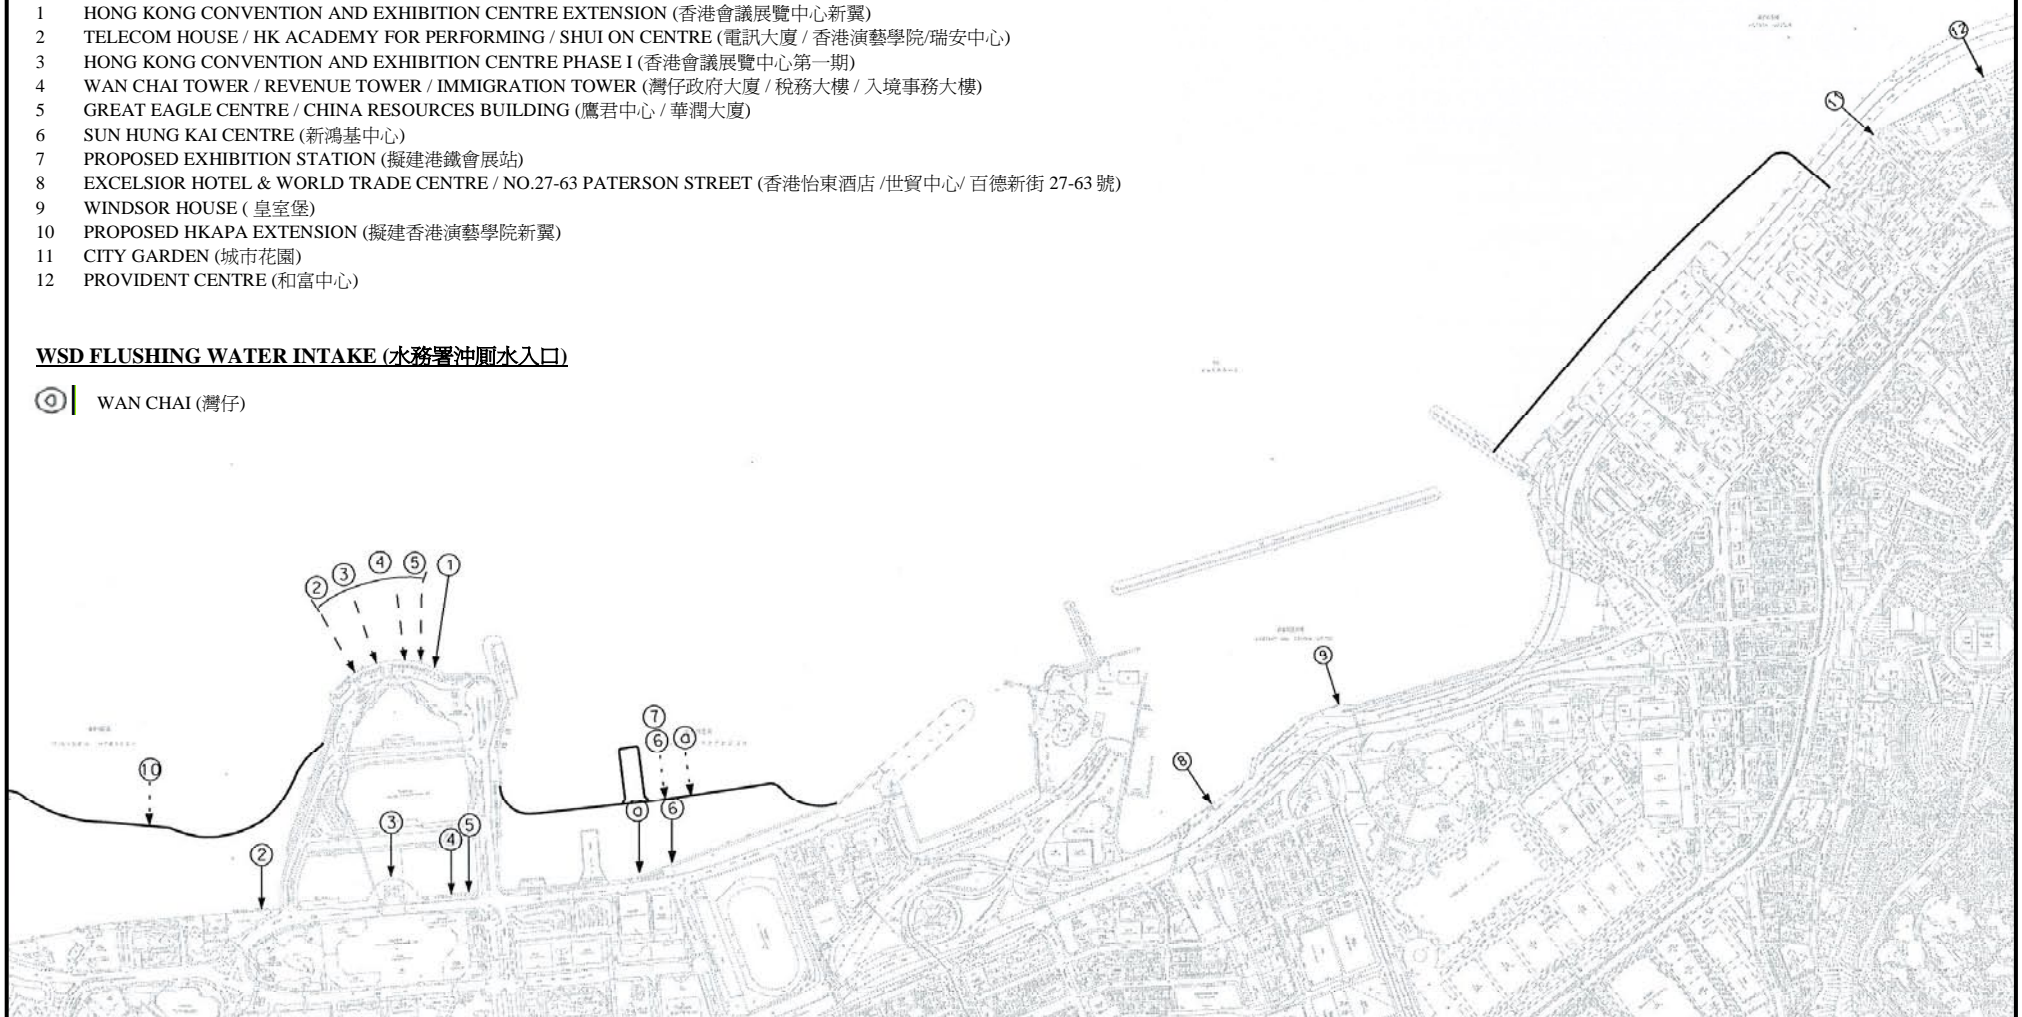 1 HONG KONG CONVENTION AND EXHIBITION CENTRE EXTENSION (香港會議展覽中心新翼)
2 TELECOM HOUSE / HK ACADEMY FOR PERFORMING / SHUI ON CENTRE (電訊大廈 / 香港演藝學院/瑞安中心)
3 HONG KONG CONVENTION AND EXHIBITION CENTRE PHASE I (香港會議展覽中心第一期)
4 WAN CHAI TOWER / REVENUE TOWER / IMMIGRATION TOWER (灣仔政府大廈 / 稅務大樓 / 入境事務大樓)
5 GREAT EAGLE CENTRE / CHINA RESOURCES BUILDING (鷹君中心 / 華潤大廈)
6 SUN HUNG KAI CENTRE (新鴻基中心)
7 PROPOSED EXHIBITION STATION (擬建港鐵會展站)
8 EXCELSIOR HOTEL & WORLD TRADE CENTRE / NO.27-63 PATERSON STREET (香港怡東酒店 /世貿中心/ 百德新街 27-63 號)
9 WINDSOR HOUSE ( 皇室堡)
10 PROPOSED HKAPA EXTENSION (擬建香港演藝學院新翼)
11 CITY GARDEN (城市花園)
12 PROVIDENT CENTRE (和富中心)
WSD FLUSHING WATER INTAKE (水務署沖厠水入口)
a WAN CHAI (灣仔)
12
11
2 3 4 5 1
9
7
6 a
8
10
a 6
3
4 5
2